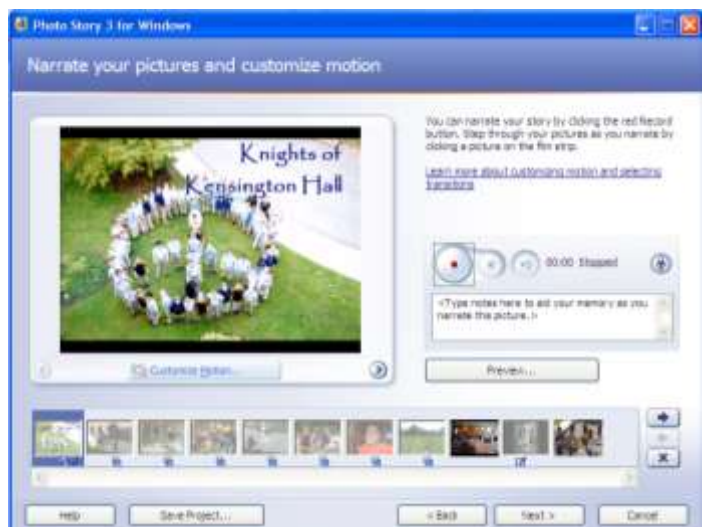 Photo Story 3 for Windows
Narrate your pictures and customize motion
Knights of
Kensington Hall
You can narrate your story by clicking the red Record
button. Step through your pictures as you narrate by
clicking a picture on the film strip.
Learn more about customizing motion and selecting
transitions
00:00 Stopped
<Type notes here to aid your memory as you
narrate this picture.>
Customize Motion...
Preview...
Help
Save Project...
< Back
Next >
Cancel